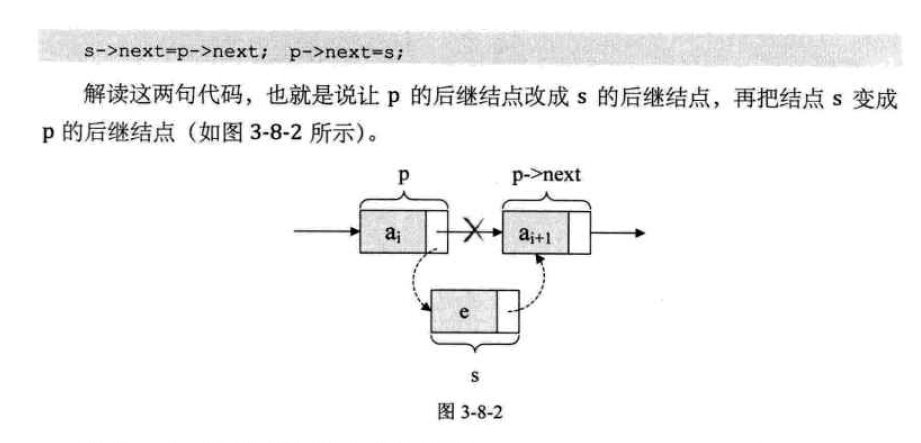 s->next=p->next; p->next=s;
解读这两句代码，也就是说让 p 的后继结点改成 s 的后继结点，再把结点 s 变成
p 的后继结点（如图 3-8-2 所示）。
p
p->next
ai
ai+1
e
s
图 3-8-2